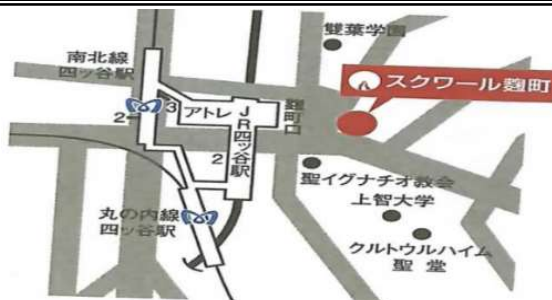 雙葉学園
南北線
四ッ谷駅
スクワール麴町
3
アトレ
2
JR四ッ谷駅
麹町口
2
聖イグナチオ教会
上智大学
丸の内線
四ッ谷駅
クルトゥルハイム
聖堂